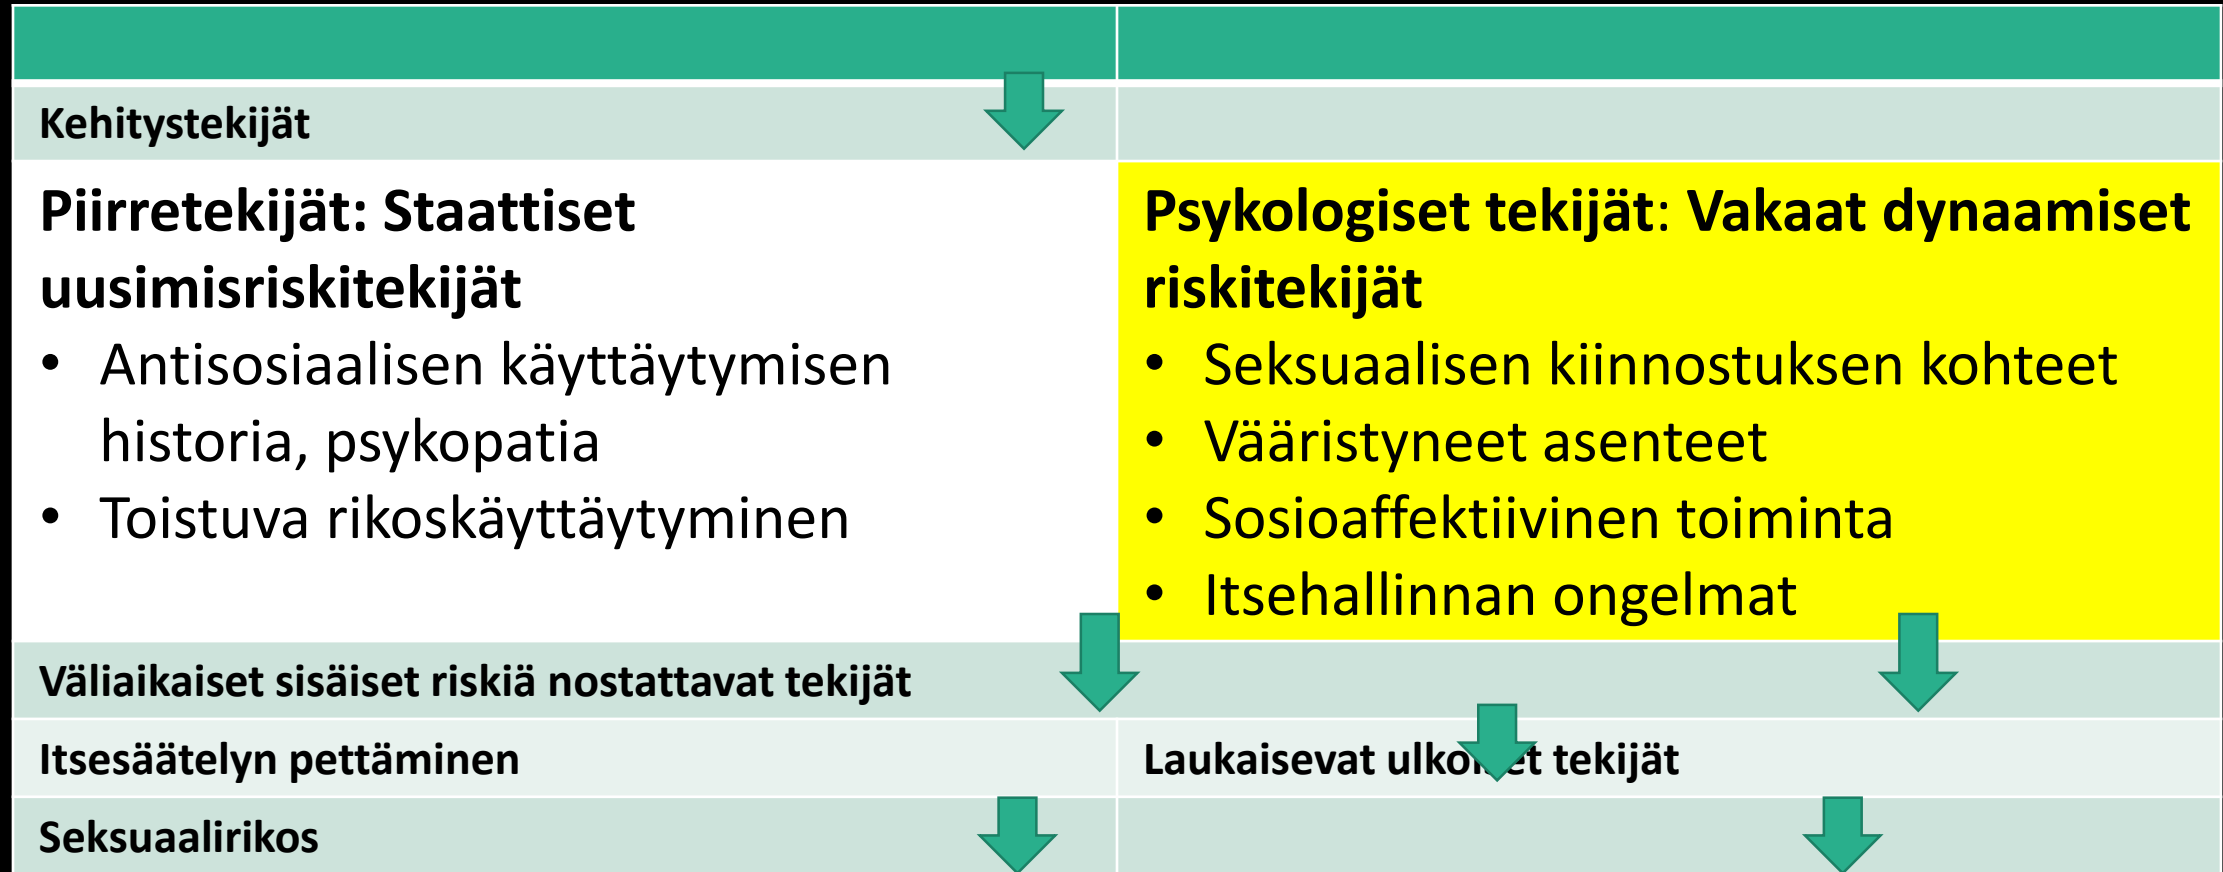 Kehitystekijät
Piirretekijät: Staattiset
uusimisriskitekijät
• Antisosiaalisen käyttäytymisen
historia, psykopatia
• Toistuva rikoskäyttäytyminen
Psykologiset tekijät: Vakaat dynaamiset
riskitekijät
• Seksuaalisen kiinnostuksen kohteet
• Vääristyneet asenteet
• Sosioaffektiivinen toiminta
• Itsehallinnan ongelmat
Väliaikaiset sisäiset riskiä nostattavat tekijät
Itsesäätelyn pettäminen
Laukaisevat ulkoiset tekijät
Seksuaalirikos